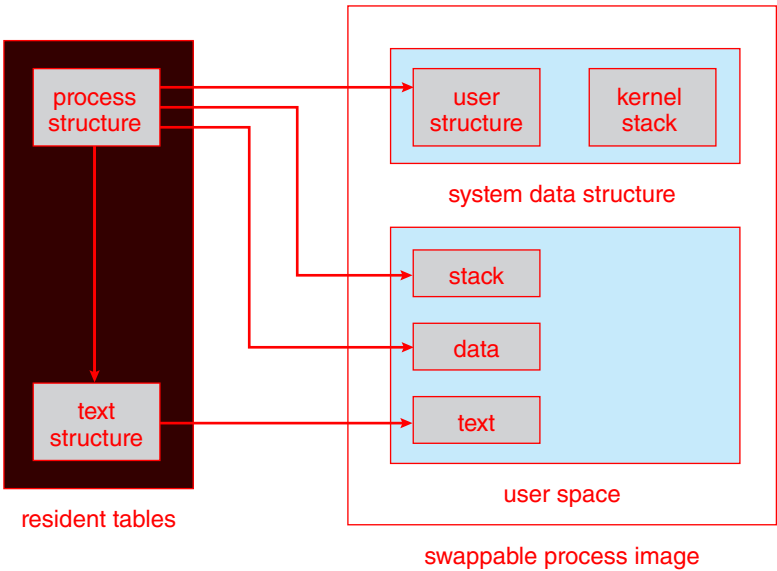 process
structure
user
structure
kernel
stack
system data structure
stack
data
text
structure
text
user space
resident tables
swappable process image